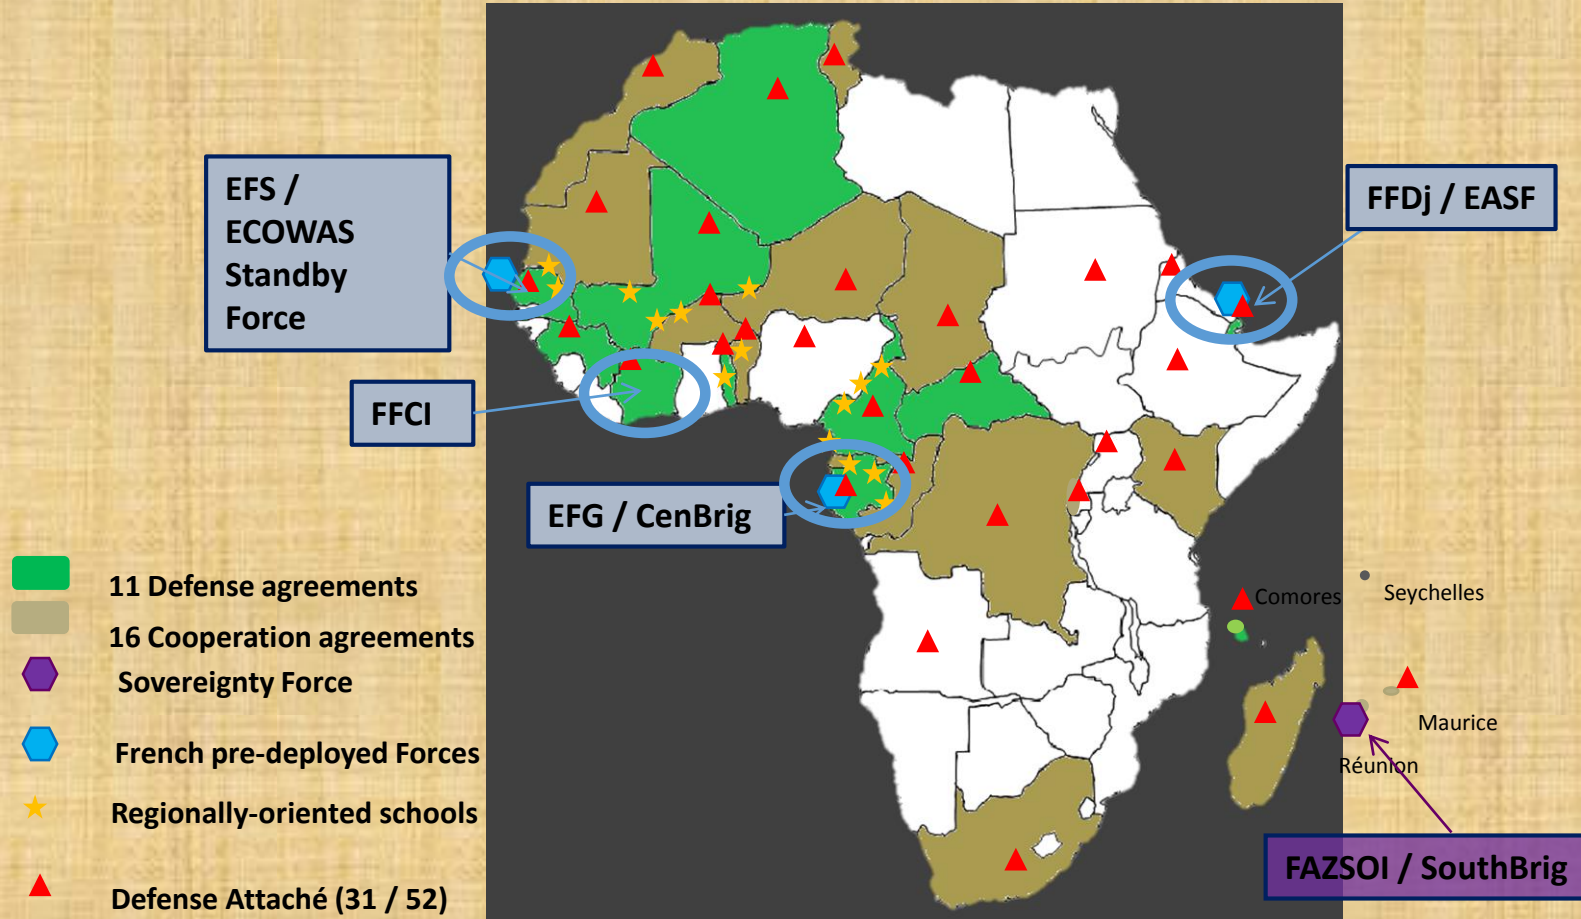 EFS /
ECOWAS
Standby
Force
FFDj / EASF
FFCI
EFG / CenBrig
11 Defense agreements
16 Cooperation agreements
Sovereignty Force
French pre-deployed Forces
Regionally-oriented schools
Defense Attaché (31 / 52)
Comores
Seychelles
Maurice
Réunion
FAZSOI / SouthBrig